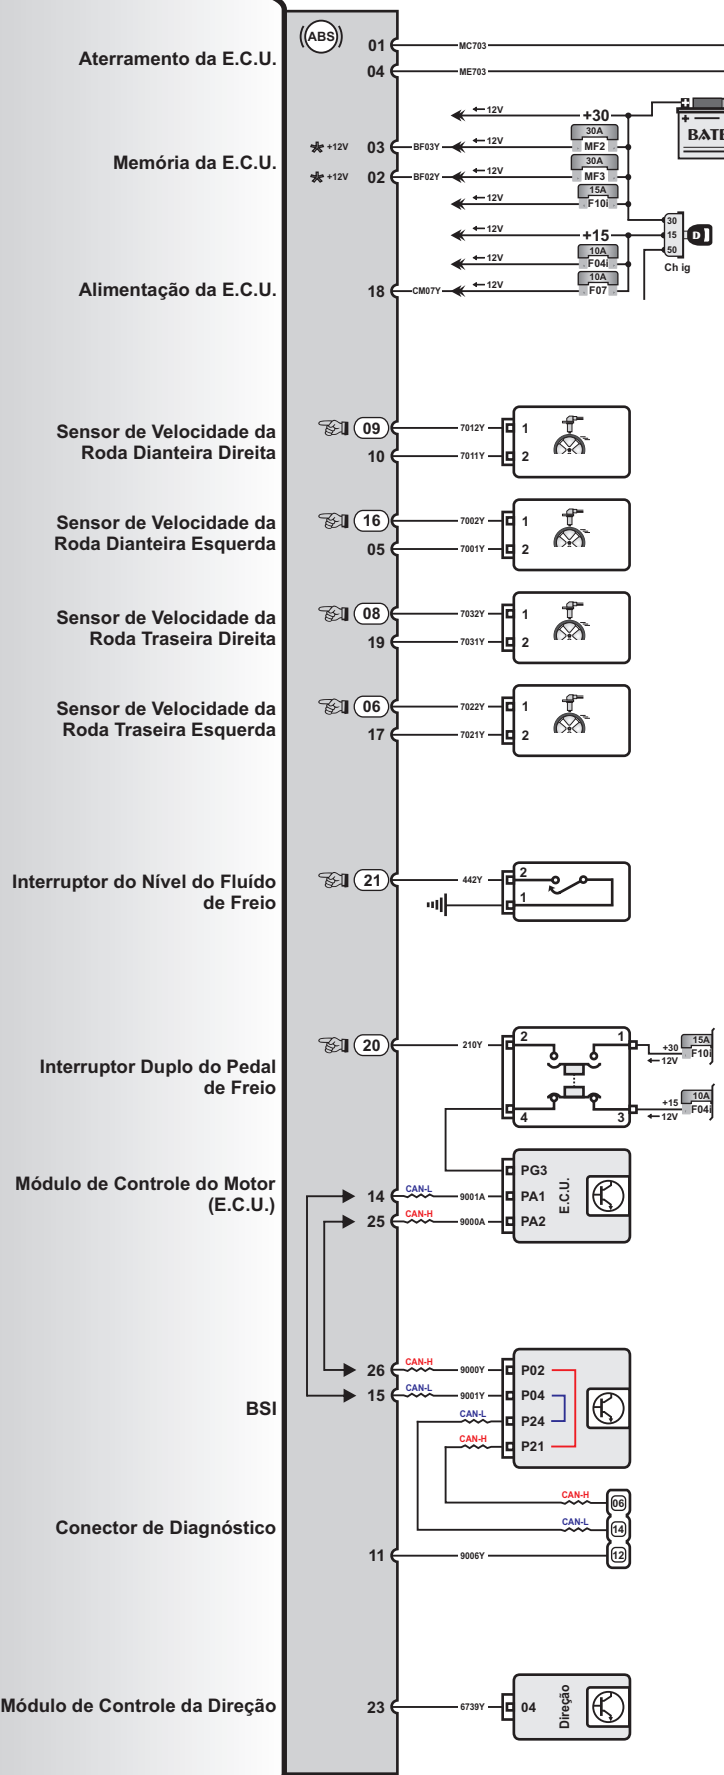 ABS
Aterramento da E.C.U.
01 MC703
04 ME703
12V +30
BATE
Memória da E.C.U.
+12V 03 BF03Y 12V 30A MF2
+12V 02 BF02Y 12V 30A MF3
12V 15A F10i
30
12V +15 15 D
50
12V 10A F04i
Ch ig
Alimentação da E.C.U.
18 CM07Y 12V 10A F07
Sensor de Velocidade da
Roda Dianteira Direita
09 7012Y 1
10 7011Y 2
Sensor de Velocidade da
Roda Dianteira Esquerda
16 7002Y 1
05 7001Y 2
Sensor de Velocidade da
Roda Traseira Direita
08 7032Y 1
19 7031Y 2
Sensor de Velocidade da
Roda Traseira Esquerda
06 7022Y 1
17 7021Y 2
Interruptor do Nível do Fluído
de Freio
21 442Y 2
1
Interruptor Duplo do Pedal
de Freio
20 210Y 2 1 +30 12V 15A F10i
4 3 +15 12V 10A F04i
Módulo de Controle do Motor
(E.C.U.)
PG3
14 CAN-L 9001A PA1
25 CAN-H 9000A PA2
E.C.U.
BSI
26 CAN-H 9000Y P02
15 CAN-L 9001Y P04
CAN-L P24
CAN-H P21
Conector de Diagnóstico
CAN-H 06
CAN-L 14
11 9006Y 12
Módulo de Controle da Direção
23 6739Y 04 Direção